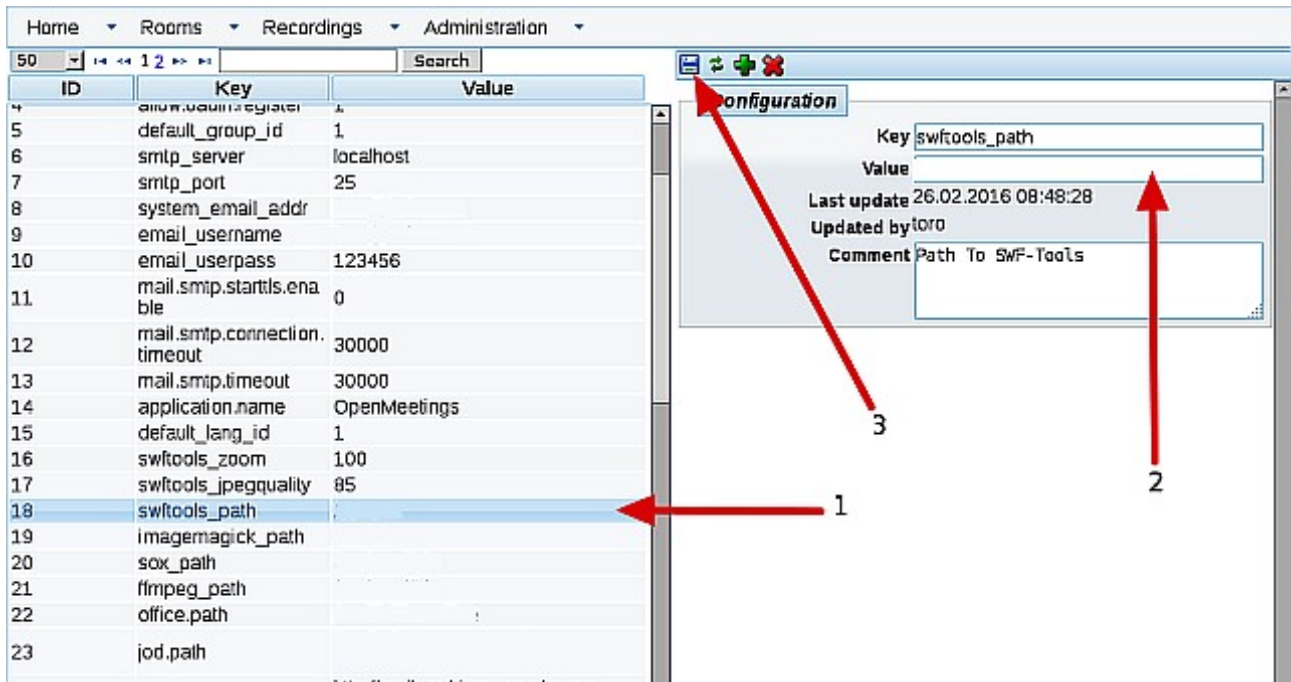 Home Rooms Recordings Administration
50 1 2 Search
ID Key Value
4 1
5 default_group_id 1
6 smtp_server localhost
7 smtp_port 25
8 system_email_addr
9 email_username
10 email_userpass 123456
11 mail.smtp.starttls.ena
ble 0
12 mail.smtp.connection.
timeout 30000
13 mail.smtp.timeout 30000
14 application.name OpenMeetings
15 default_lang_id 1
16 swftools_zoom 100
17 swftools_jpegquality 85
18 swftools_path
19 imagemagick_path
20 sox_path
21 ffmpeg_path
22 office.path
23 jod.path
Configuration
Key swftools_path
Value
Last update 26.02.2016 08:48:28
Updated by toro
Comment Path To SWF-Tools
3
2
1